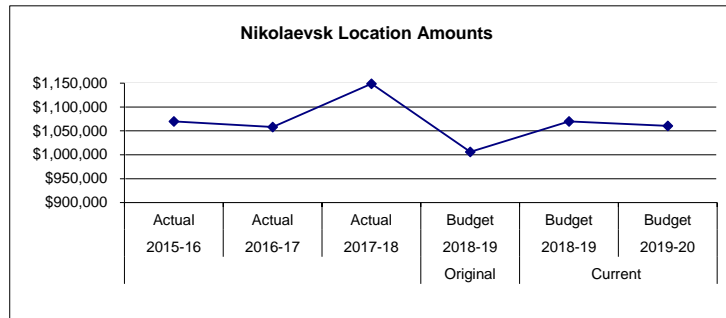 Nikolaevsk Location Amounts
$1,150,000
$1,100,000
$1,050,000
$1,000,000
$950,000
$900,000
Actual Actual Actual Budget Budget Budget
2015-16 2016-17 2017-18 2018-19 2018-19 2019-20
Original Current